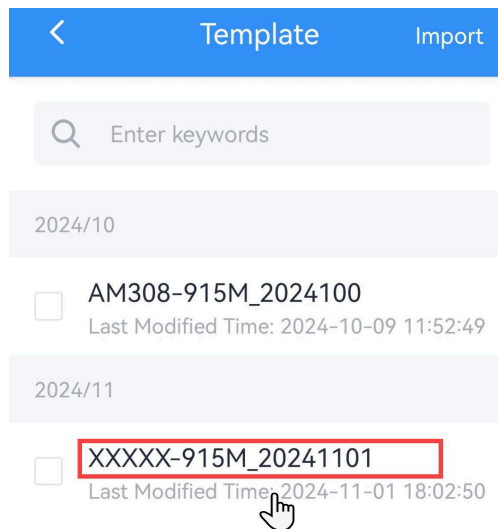 Template
Import
Enter keywords
2024/10
AM308-915M_2024100
Last Modified Time: 2024-10-09 11:52:49
2024/11
XXXXX-915M_20241101
Last Modified Time: 2024-11-01 18:02:50